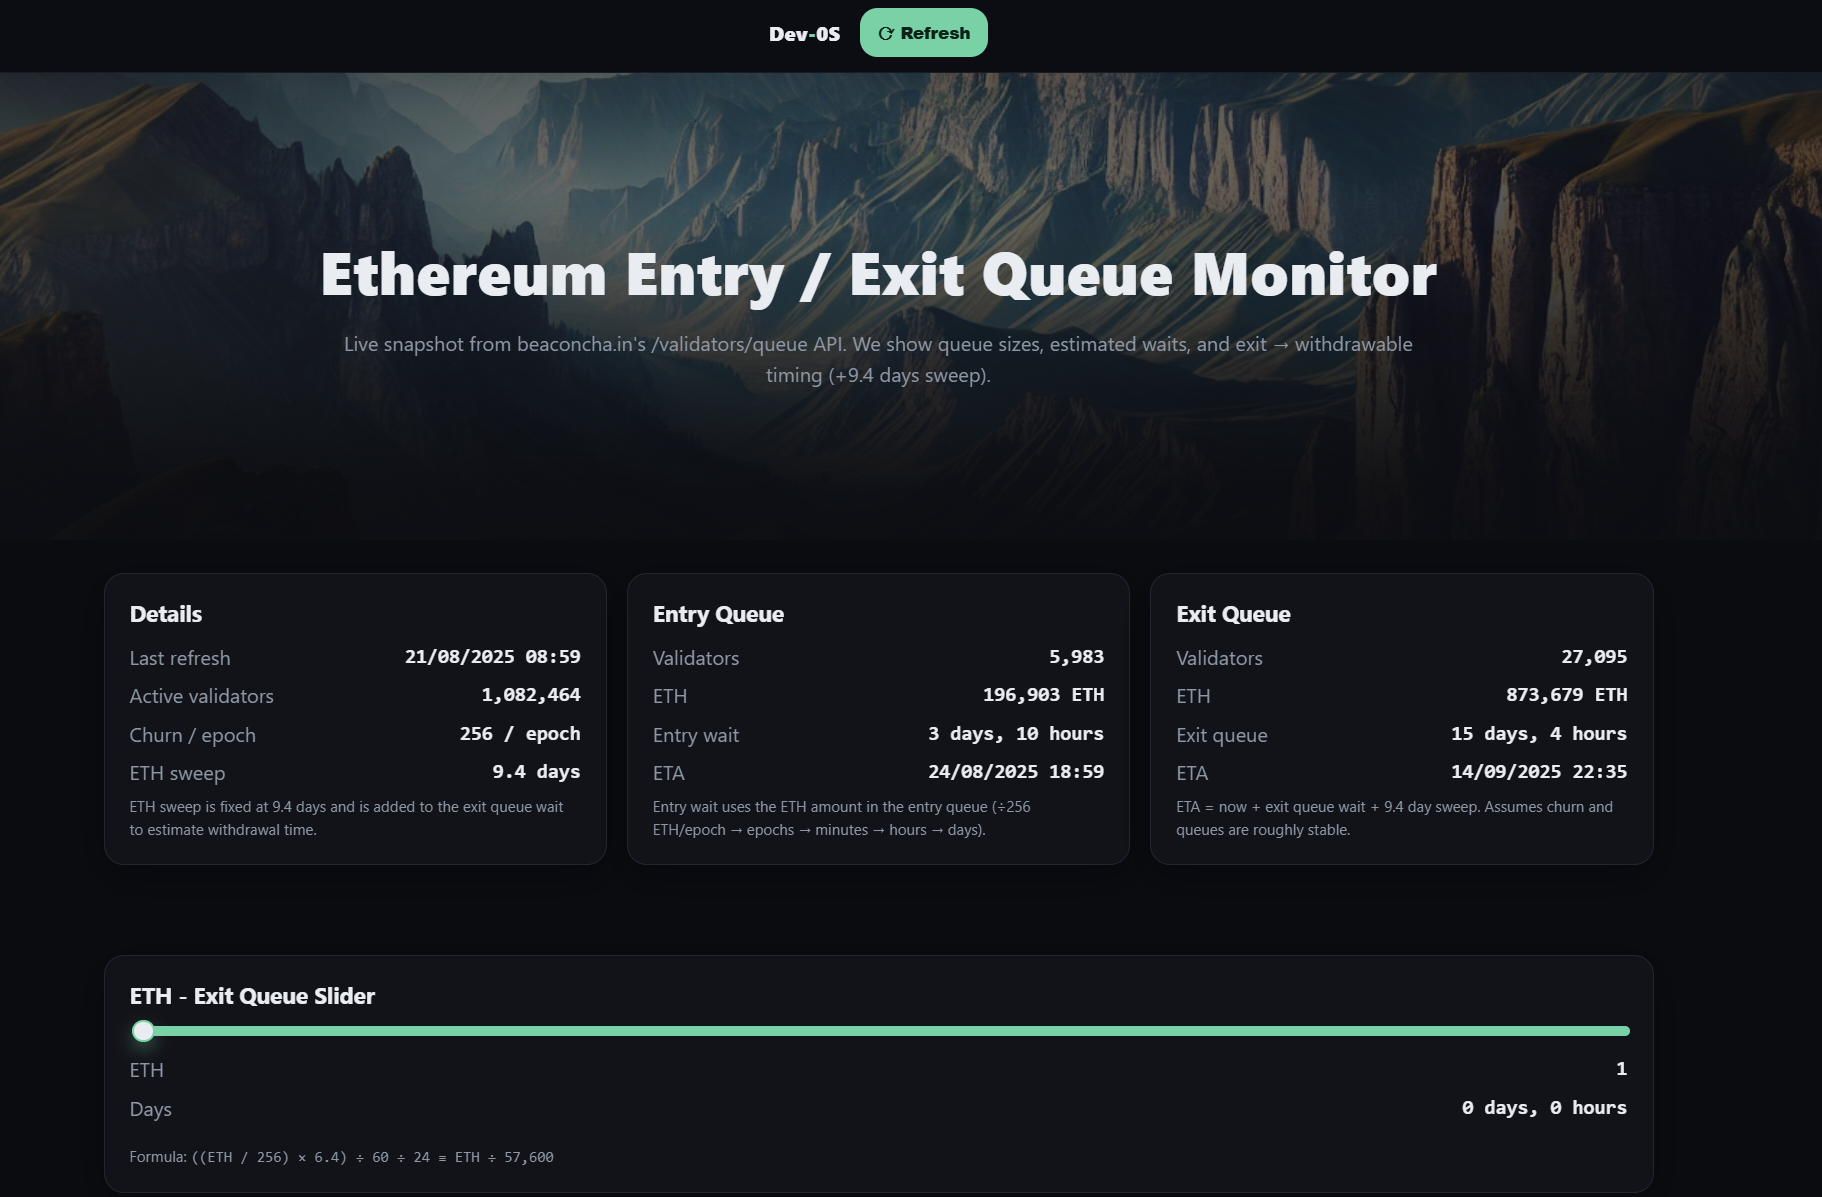 Dev-0S
Refresh
Ethereum Entry / Exit Queue Monitor
Live snapshot from beaconcha.in's /validators/queue API. We show queue sizes, estimated waits, and exit → withdrawable
timing (+9.4 days sweep).
Details
Last refresh 21/08/2025 08:59
Active validators 1,082,464
Churn / epoch 256 / epoch
ETH sweep 9.4 days
ETH sweep is fixed at 9.4 days and is added to the exit queue wait
to estimate withdrawal time.
Entry Queue
Validators 5,983
ETH 196,903 ETH
Entry wait 3 days, 10 hours
ETA 24/08/2025 18:59
Entry wait uses the ETH amount in the entry queue (÷256
ETH/epoch → epochs → minutes → hours → days).
Exit Queue
Validators 27,095
ETH 873,679 ETH
Exit queue 15 days, 4 hours
ETA 14/09/2025 22:35
ETA = now + exit queue wait + 9.4 day sweep. Assumes churn and
queues are roughly stable.
ETH - Exit Queue Slider
ETH 1
Days 0 days, 0 hours
Formula: ((ETH / 256) × 6.4) ÷ 60 ÷ 24 ≡ ETH ÷ 57,600